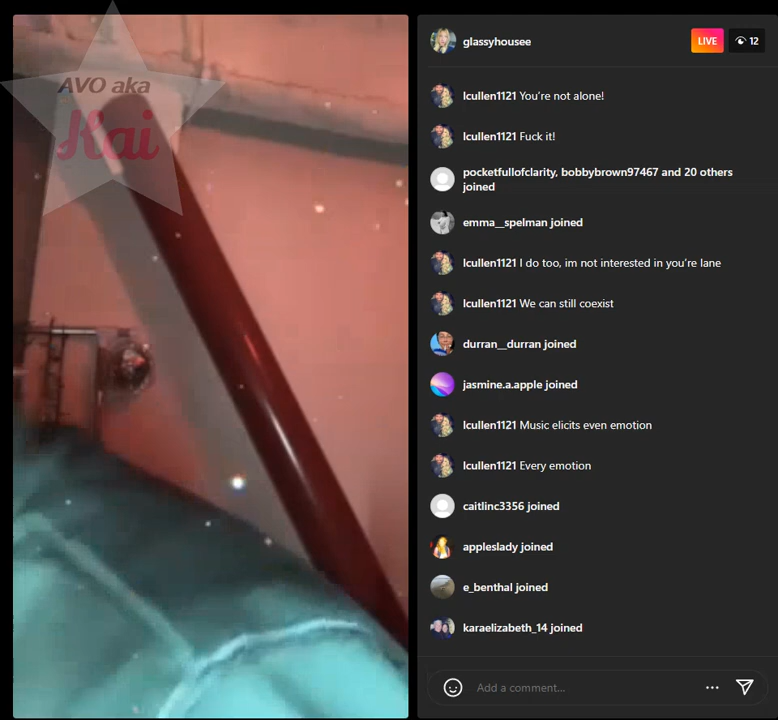 AVO aka
Kai
glassyhousee
LIVE
12
lcullen1121 You're not alone!
lcullen1121 Fuck it!
pocketfullofclarity, bobbybrown97467 and 20 others
joined
emma__spelman joined
lcullen1121 I do too, im not interested in you're lane
lcullen1121 We can still coexist
durran__durran joined
jasmine.a.apple joined
lcullen1121 Music elicits even emotion
lcullen1121 Every emotion
caitlinc3356 joined
appleslady joined
e_benthal joined
karaelizabeth_14 joined
Add a comment...